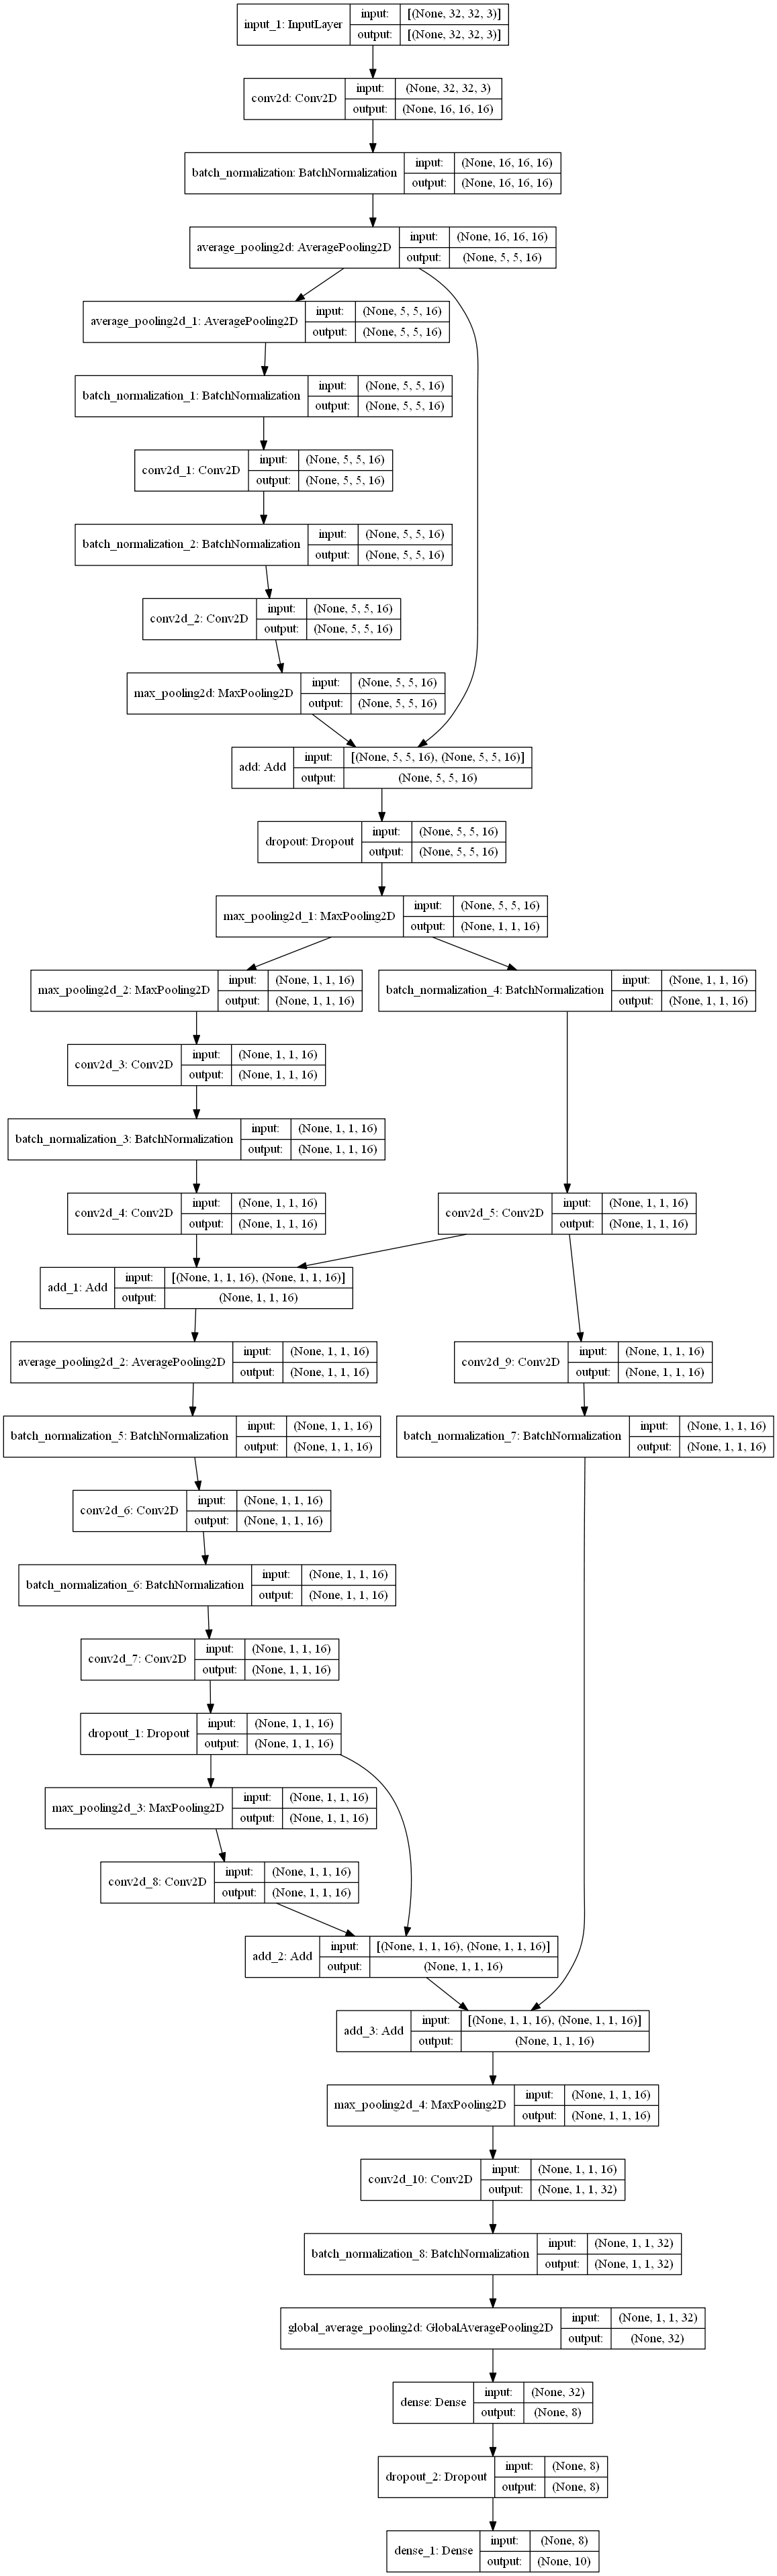 input_1: InputLayer
input: [(None, 32, 32, 3)]
output: [(None, 32, 32, 3)]
conv2d: Conv2D
input: (None, 32, 32, 3)
output: (None, 16, 16, 16)
batch_normalization: BatchNormalization
input: (None, 16, 16, 16)
output: (None, 16, 16, 16)
average_pooling2d: AveragePooling2D
input: (None, 16, 16, 16)
output: (None, 5, 5, 16)
average_pooling2d_1: AveragePooling2D
input: (None, 5, 5, 16)
output: (None, 5, 5, 16)
batch_normalization_1: BatchNormalization
input: (None, 5, 5, 16)
output: (None, 5, 5, 16)
conv2d_1: Conv2D
input: (None, 5, 5, 16)
output: (None, 5, 5, 16)
batch_normalization_2: BatchNormalization
input: (None, 5, 5, 16)
output: (None, 5, 5, 16)
conv2d_2: Conv2D
input: (None, 5, 5, 16)
output: (None, 5, 5, 16)
max_pooling2d: MaxPooling2D
input: (None, 5, 5, 16)
output: (None, 5, 5, 16)
add: Add
input: [(None, 5, 5, 16), (None, 5, 5, 16)]
output: (None, 5, 5, 16)
dropout: Dropout
input: (None, 5, 5, 16)
output: (None, 5, 5, 16)
max_pooling2d_1: MaxPooling2D
input: (None, 5, 5, 16)
output: (None, 1, 1, 16)
max_pooling2d_2: MaxPooling2D
input: (None, 1, 1, 16)
output: (None, 1, 1, 16)
batch_normalization_4: BatchNormalization
input: (None, 1, 1, 16)
output: (None, 1, 1, 16)
conv2d_3: Conv2D
input: (None, 1, 1, 16)
output: (None, 1, 1, 16)
batch_normalization_3: BatchNormalization
input: (None, 1, 1, 16)
output: (None, 1, 1, 16)
conv2d_4: Conv2D
input: (None, 1, 1, 16)
output: (None, 1, 1, 16)
conv2d_5: Conv2D
input: (None, 1, 1, 16)
output: (None, 1, 1, 16)
add_1: Add
input: [(None, 1, 1, 16), (None, 1, 1, 16)]
output: (None, 1, 1, 16)
average_pooling2d_2: AveragePooling2D
input: (None, 1, 1, 16)
output: (None, 1, 1, 16)
conv2d_9: Conv2D
input: (None, 1, 1, 16)
output: (None, 1, 1, 16)
batch_normalization_5: BatchNormalization
input: (None, 1, 1, 16)
output: (None, 1, 1, 16)
batch_normalization_7: BatchNormalization
input: (None, 1, 1, 16)
output: (None, 1, 1, 16)
conv2d_6: Conv2D
input: (None, 1, 1, 16)
output: (None, 1, 1, 16)
batch_normalization_6: BatchNormalization
input: (None, 1, 1, 16)
output: (None, 1, 1, 16)
conv2d_7: Conv2D
input: (None, 1, 1, 16)
output: (None, 1, 1, 16)
dropout_1: Dropout
input: (None, 1, 1, 16)
output: (None, 1, 1, 16)
max_pooling2d_3: MaxPooling2D
input: (None, 1, 1, 16)
output: (None, 1, 1, 16)
conv2d_8: Conv2D
input: (None, 1, 1, 16)
output: (None, 1, 1, 16)
add_2: Add
input: [(None, 1, 1, 16), (None, 1, 1, 16)]
output: (None, 1, 1, 16)
add_3: Add
input: [(None, 1, 1, 16), (None, 1, 1, 16)]
output: (None, 1, 1, 16)
max_pooling2d_4: MaxPooling2D
input: (None, 1, 1, 16)
output: (None, 1, 1, 16)
conv2d_10: Conv2D
input: (None, 1, 1, 16)
output: (None, 1, 1, 32)
batch_normalization_8: BatchNormalization
input: (None, 1, 1, 32)
output: (None, 1, 1, 32)
global_average_pooling2d: GlobalAveragePooling2D
input: (None, 1, 1, 32)
output: (None, 32)
dense: Dense
input: (None, 32)
output: (None, 8)
dropout_2: Dropout
input: (None, 8)
output: (None, 8)
dense_1: Dense
input: (None, 8)
output: (None, 10)